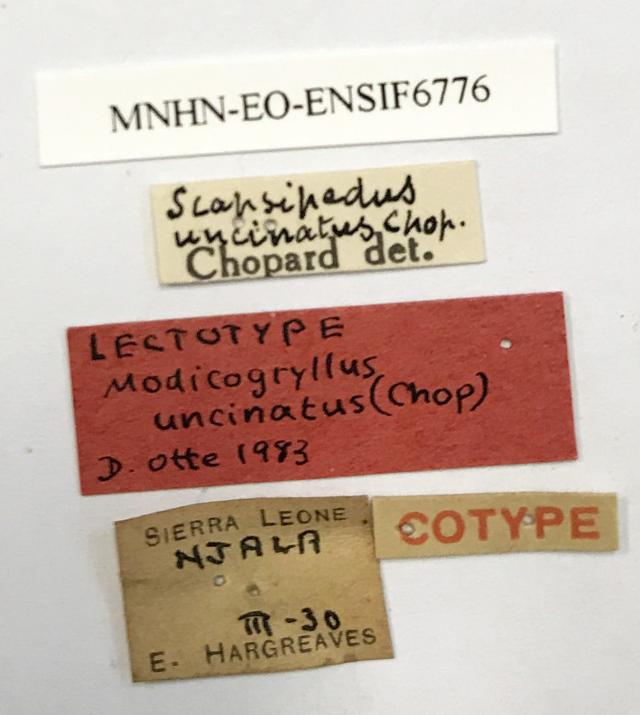 MNHN-EO-ENSIF6776
Scapsipedus
uncinatus Chop.
Chopard det.
LECTOTYPE
Modicogryllus
uncinatus (Chop)
D. Otte 1983
SIERRA LEONE.
NJALA
III-30
E. HARGREAVES
COTYPE